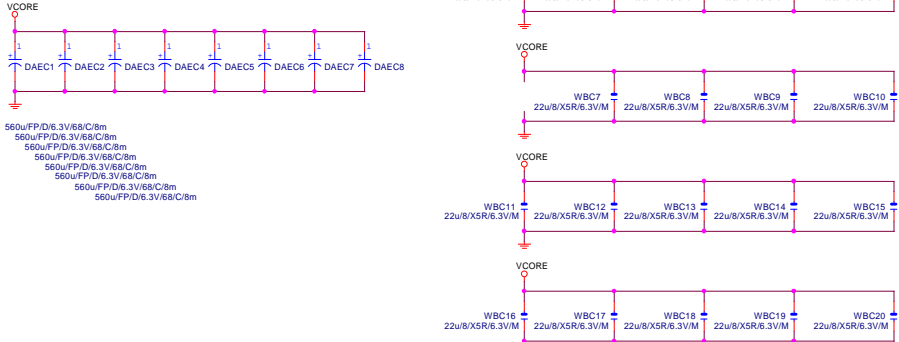 VCORE
1 1 1 1 1 1 1 1
+ + + + + + + +
DAEC1 DAEC2 DAEC3 DAEC4 DAEC5 DAEC6 DAEC7 DAEC8
560u/FP/D/6.3V/68/C/8m
560u/FP/D/6.3V/68/C/8m
560u/FP/D/6.3V/68/C/8m
560u/FP/D/6.3V/68/C/8m
560u/FP/D/6.3V/68/C/8m
560u/FP/D/6.3V/68/C/8m
560u/FP/D/6.3V/68/C/8m
560u/FP/D/6.3V/68/C/8m
VCORE
WBC7 WBC8 WBC9 WBC10
22u/8/X5R/6.3V/M 22u/8/X5R/6.3V/M 22u/8/X5R/6.3V/M 22u/8/X5R/6.3V/M
VCORE
WBC11 WBC12 WBC13 WBC14 WBC15
22u/8/X5R/6.3V/M 22u/8/X5R/6.3V/M 22u/8/X5R/6.3V/M 22u/8/X5R/6.3V/M 22u/8/X5R/6.3V/M
VCORE
WBC16 WBC17 WBC18 WBC19 WBC20
22u/8/X5R/6.3V/M 22u/8/X5R/6.3V/M 22u/8/X5R/6.3V/M 22u/8/X5R/6.3V/M 22u/8/X5R/6.3V/M